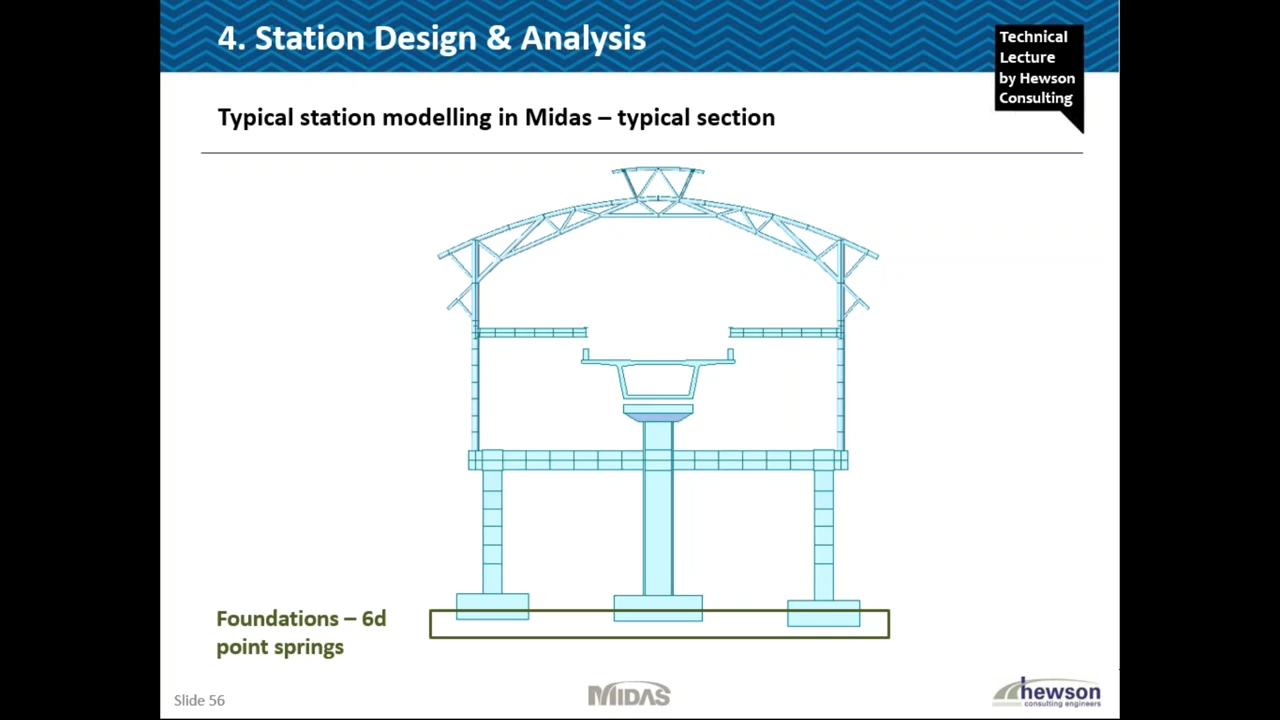 4. Station Design & Analysis
Technical
Lecture
by Hewson
Consulting
Typical station modelling in Midas – typical section
Foundations – 6d
point springs
Slide 56
MIDAS
hewson
consulting engineers